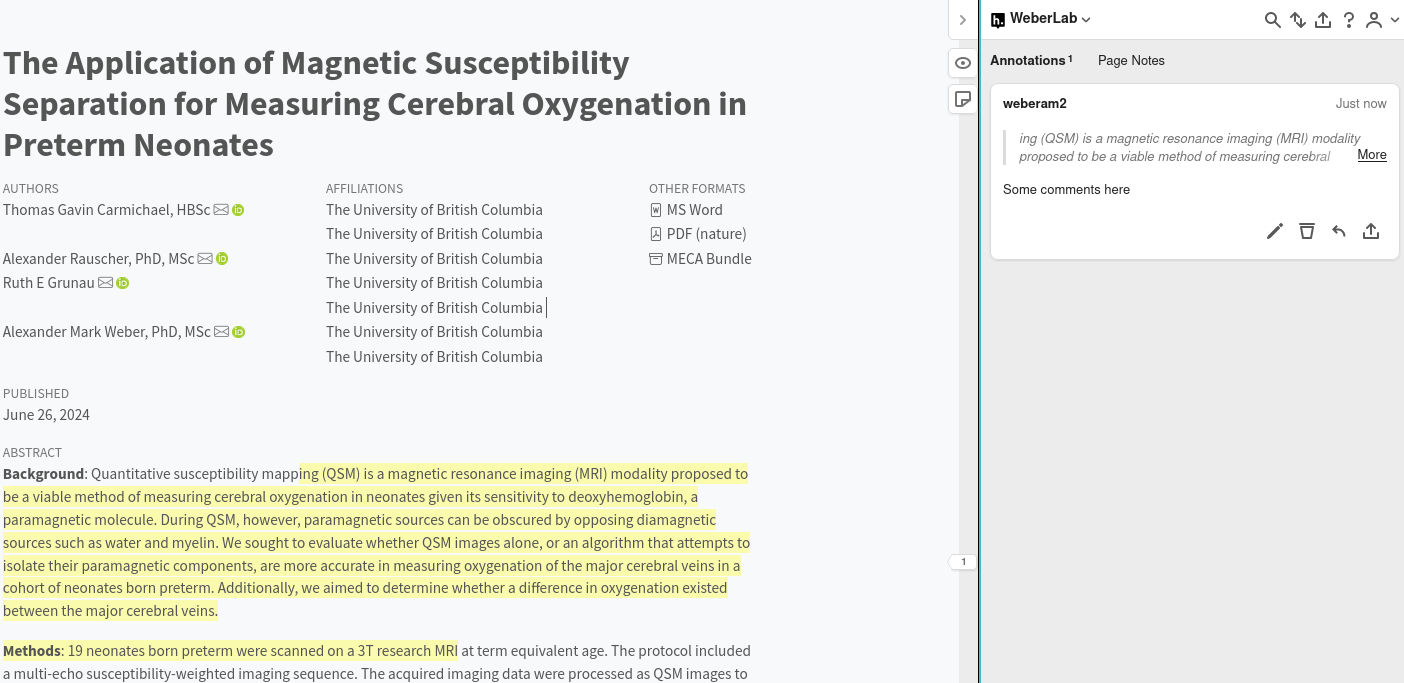 The Application of Magnetic Susceptibility
Separation for Measuring Cerebral Oxygenation in
Preterm Neonates
AUTHORS
AFFILIATIONS
OTHER FORMATS
Thomas Gavin Carmichael, HBSc
The University of British Columbia
MS Word
The University of British Columbia
PDF (nature)
Alexander Rauscher, PhD, MSc
The University of British Columbia
MECA Bundle
Ruth E Grunau
The University of British Columbia
The University of British Columbia
Alexander Mark Weber, PhD, MSc
The University of British Columbia
The University of British Columbia
PUBLISHED
June 26, 2024
ABSTRACT
Background: Quantitative susceptibility mapping (QSM) is a magnetic resonance imaging (MRI) modality proposed to
be a viable method of measuring cerebral oxygenation in neonates given its sensitivity to deoxyhemoglobin, a
paramagnetic molecule. During QSM, however, paramagnetic sources can be obscured by opposing diamagnetic
sources such as water and myelin. We sought to evaluate whether QSM images alone, or an algorithm that attempts to
isolate their paramagnetic components, are more accurate in measuring oxygenation of the major cerebral veins in a
cohort of neonates born preterm. Additionally, we aimed to determine whether a difference in oxygenation existed
between the major cerebral veins.
Methods: 19 neonates born preterm were scanned on a 3T research MRI at term equivalent age. The protocol included
a multi-echo susceptibility-weighted imaging sequence. The acquired imaging data were processed as QSM images to
1
h. WeberLab
Annotations 1
Page Notes
weberam2
Just now
ing (QSM) is a magnetic resonance imaging (MRI) modality
proposed to be a viable method of measuring cerebral
More
Some comments here